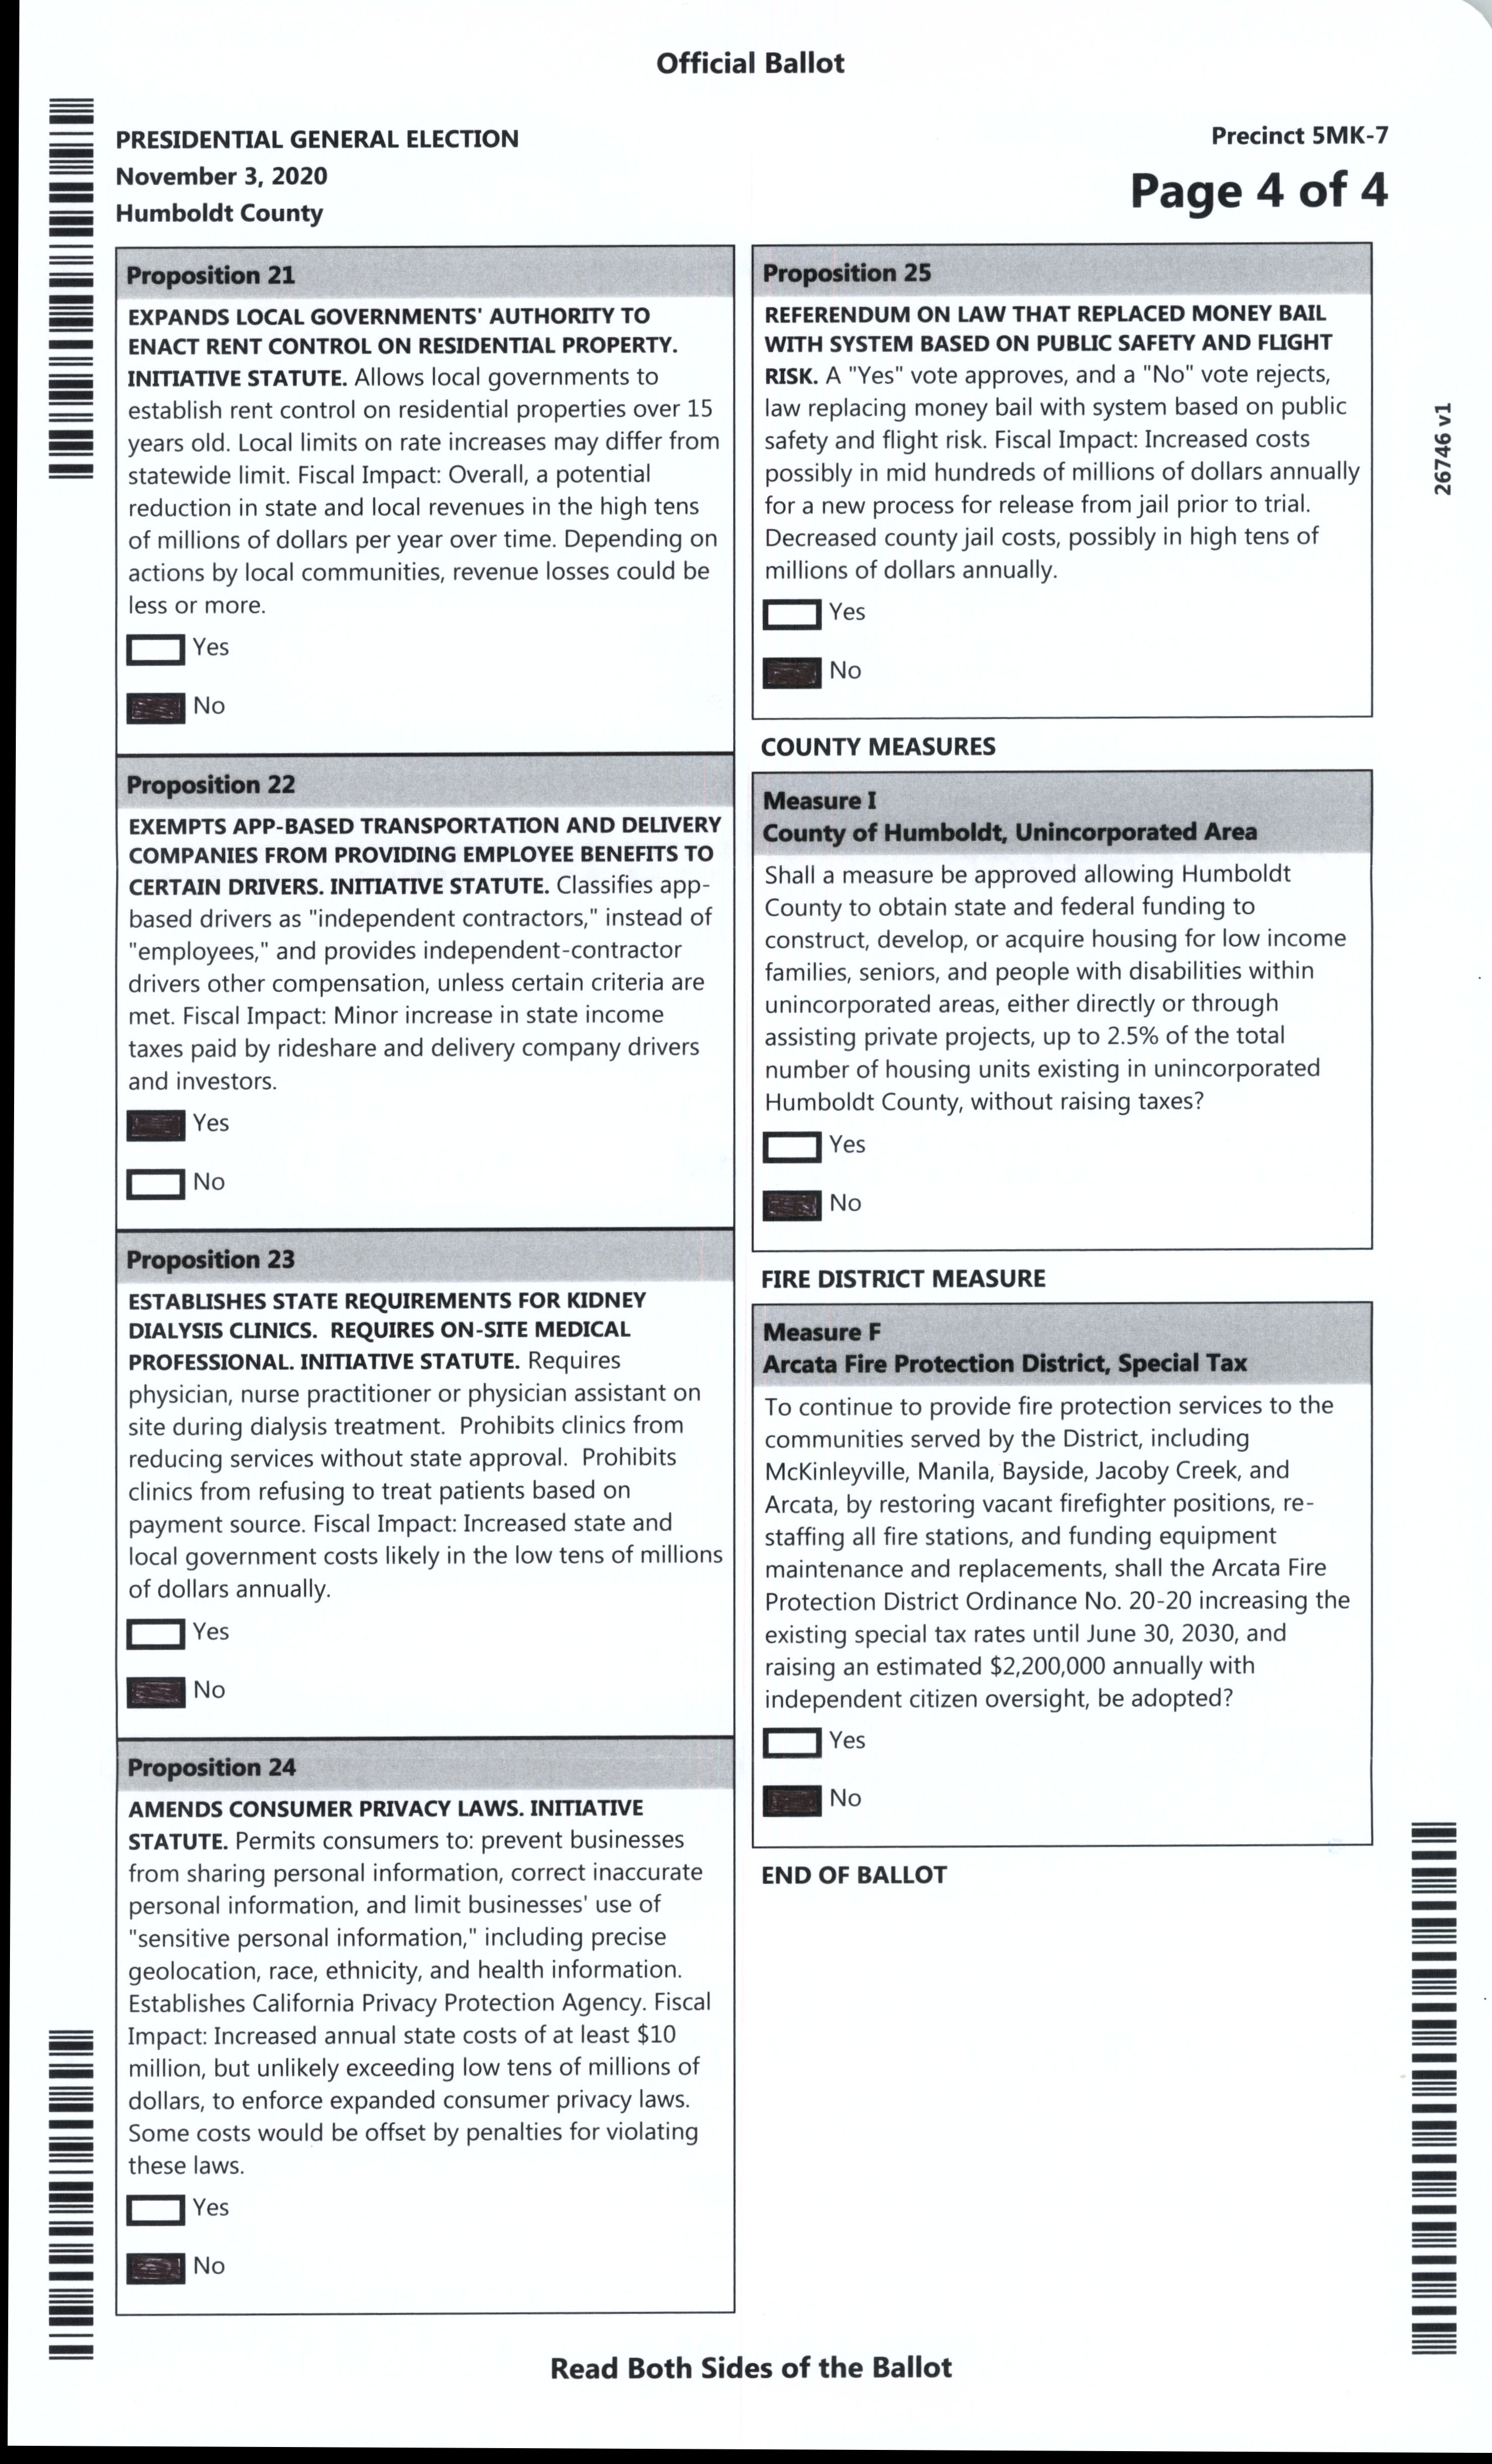 Official Ballot
PRESIDENTIAL GENERAL ELECTION
November 3, 2020
Humboldt County
Precinct 5MK-7
Page 4 of 4
Proposition 21
EXPANDS LOCAL GOVERNMENTS' AUTHORITY TO
ENACT RENT CONTROL ON RESIDENTIAL PROPERTY.
INITIATIVE STATUTE. Allows local governments to
establish rent control on residential properties over 15
years old. Local limits on rate increases may differ from
statewide limit. Fiscal Impact: Overall, a potential
reduction in state and local revenues in the high tens
of millions of dollars per year over time. Depending on
actions by local communities, revenue losses could be
less or more.
Yes
No
Proposition 22
EXEMPTS APP-BASED TRANSPORTATION AND DELIVERY
COMPANIES FROM PROVIDING EMPLOYEE BENEFITS TO
CERTAIN DRIVERS. INITIATIVE STATUTE. Classifies app-
based drivers as "independent contractors," instead of
"employees," and provides independent-contractor
drivers other compensation, unless certain criteria are
met. Fiscal Impact: Minor increase in state income
taxes paid by rideshare and delivery company drivers
and investors.
Yes
No
Proposition 23
ESTABLISHES STATE REQUIREMENTS FOR KIDNEY
DIALYSIS CLINICS. REQUIRES ON-SITE MEDICAL
PROFESSIONAL. INITIATIVE STATUTE. Requires
physician, nurse practitioner or physician assistant on
site during dialysis treatment. Prohibits clinics from
reducing services without state approval. Prohibits
clinics from refusing to treat patients based on
payment source. Fiscal Impact: Increased state and
local government costs likely in the low tens of millions
of dollars annually.
Yes
No
Proposition 24
AMENDS CONSUMER PRIVACY LAWS. INITIATIVE
STATUTE. Permits consumers to: prevent businesses
from sharing personal information, correct inaccurate
personal information, and limit businesses' use of
"sensitive personal information," including precise
geolocation, race, ethnicity, and health information.
Establishes California Privacy Protection Agency. Fiscal
Impact: Increased annual state costs of at least $10
million, but unlikely exceeding low tens of millions of
dollars, to enforce expanded consumer privacy laws.
Some costs would be offset by penalties for violating
these laws.
Yes
No
Proposition 25
REFERENDUM ON LAW THAT REPLACED MONEY BAIL
WITH SYSTEM BASED ON PUBLIC SAFETY AND FLIGHT
RISK. A "Yes" vote approves, and a "No" vote rejects,
law replacing money bail with system based on public
safety and flight risk. Fiscal Impact: Increased costs
possibly in mid hundreds of millions of dollars annually
for a new process for release from jail prior to trial.
Decreased county jail costs, possibly in high tens of
millions of dollars annually.
Yes
No
COUNTY MEASURES
Measure I
County of Humboldt, Unincorporated Area
Shall a measure be approved allowing Humboldt
County to obtain state and federal funding to
construct, develop, or acquire housing for low income
families, seniors, and people with disabilities within
unincorporated areas, either directly or through
assisting private projects, up to 2.5% of the total
number of housing units existing in unincorporated
Humboldt County, without raising taxes?
Yes
No
FIRE DISTRICT MEASURE
Measure F
Arcata Fire Protection District, Special Tax
To continue to provide fire protection services to the
communities served by the District, including
McKinleyville, Manila, Bayside, Jacoby Creek, and
Arcata, by restoring vacant firefighter positions, re-
staffing all fire stations, and funding equipment
maintenance and replacements, shall the Arcata Fire
Protection District Ordinance No. 20-20 increasing the
existing special tax rates until June 30, 2030, and
raising an estimated $2,200,000 annually with
independent citizen oversight, be adopted?
Yes
No
END OF BALLOT
26746 v1
Read Both Sides of the Ballot